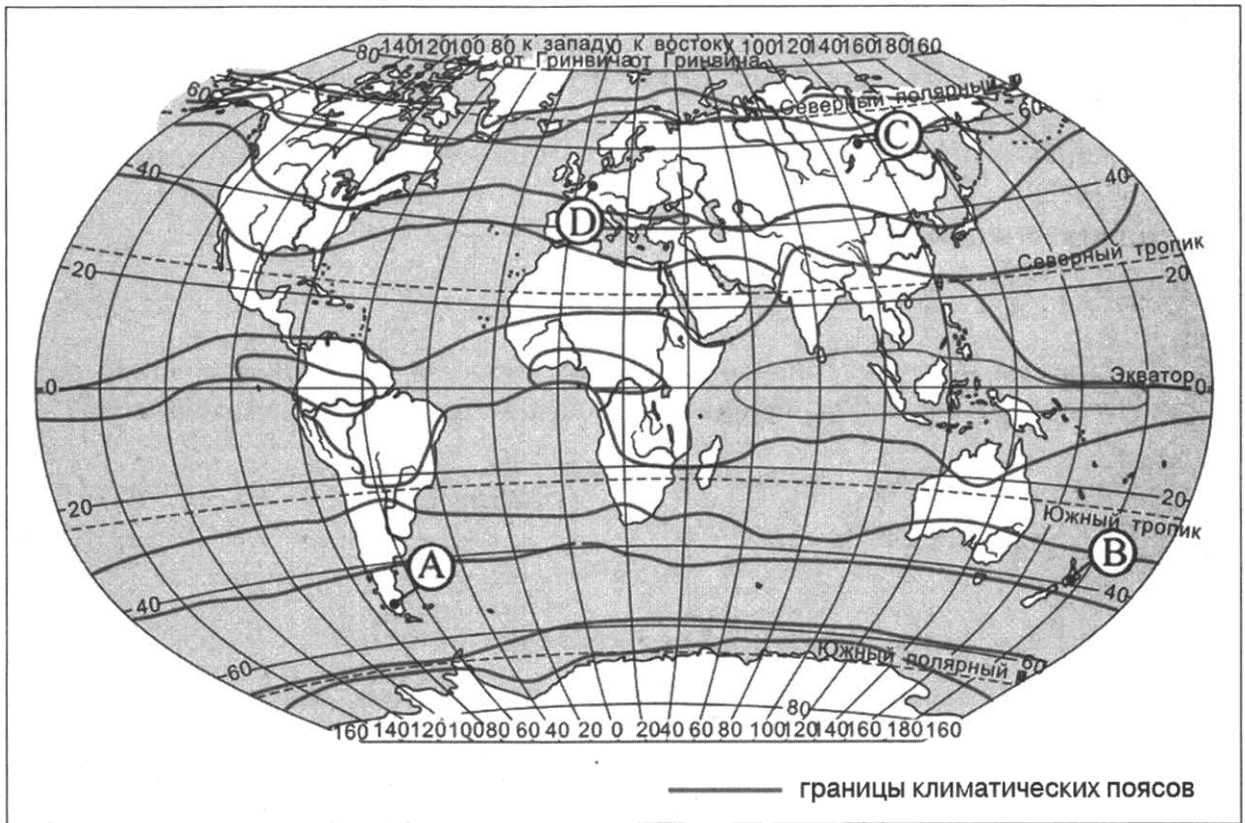 140 120 100 80 к западу 0 к востоку 100 120 140 160 180 160
80 от Гринвича от Гринвича
60 Северный полярный 60
C
40 40
D
Северный тропик
20 20
Экватор
0 0
20 20
Южный тропик
A B
40 40
60 60
Южный полярный
80
160 140 120 100 80 60 40 20 0 20 40 60 80 100 120 140 160 180 160
границы климатических поясов